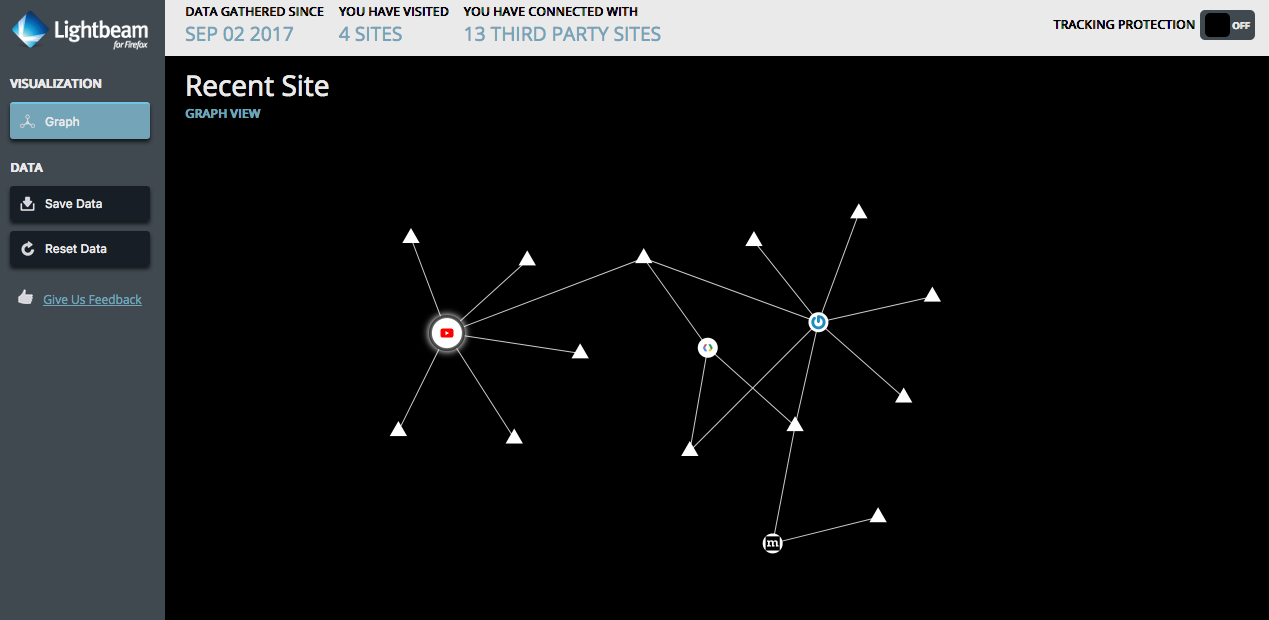 Lightbeam
for Firefox
DATA GATHERED SINCE
SEP 02 2017
YOU HAVE VISITED
4 SITES
YOU HAVE CONNECTED WITH
13 THIRD PARTY SITES
TRACKING PROTECTION
OFF
VISUALIZATION
Graph
DATA
Save Data
Reset Data
Give Us Feedback
Recent Site
GRAPH VIEW
m